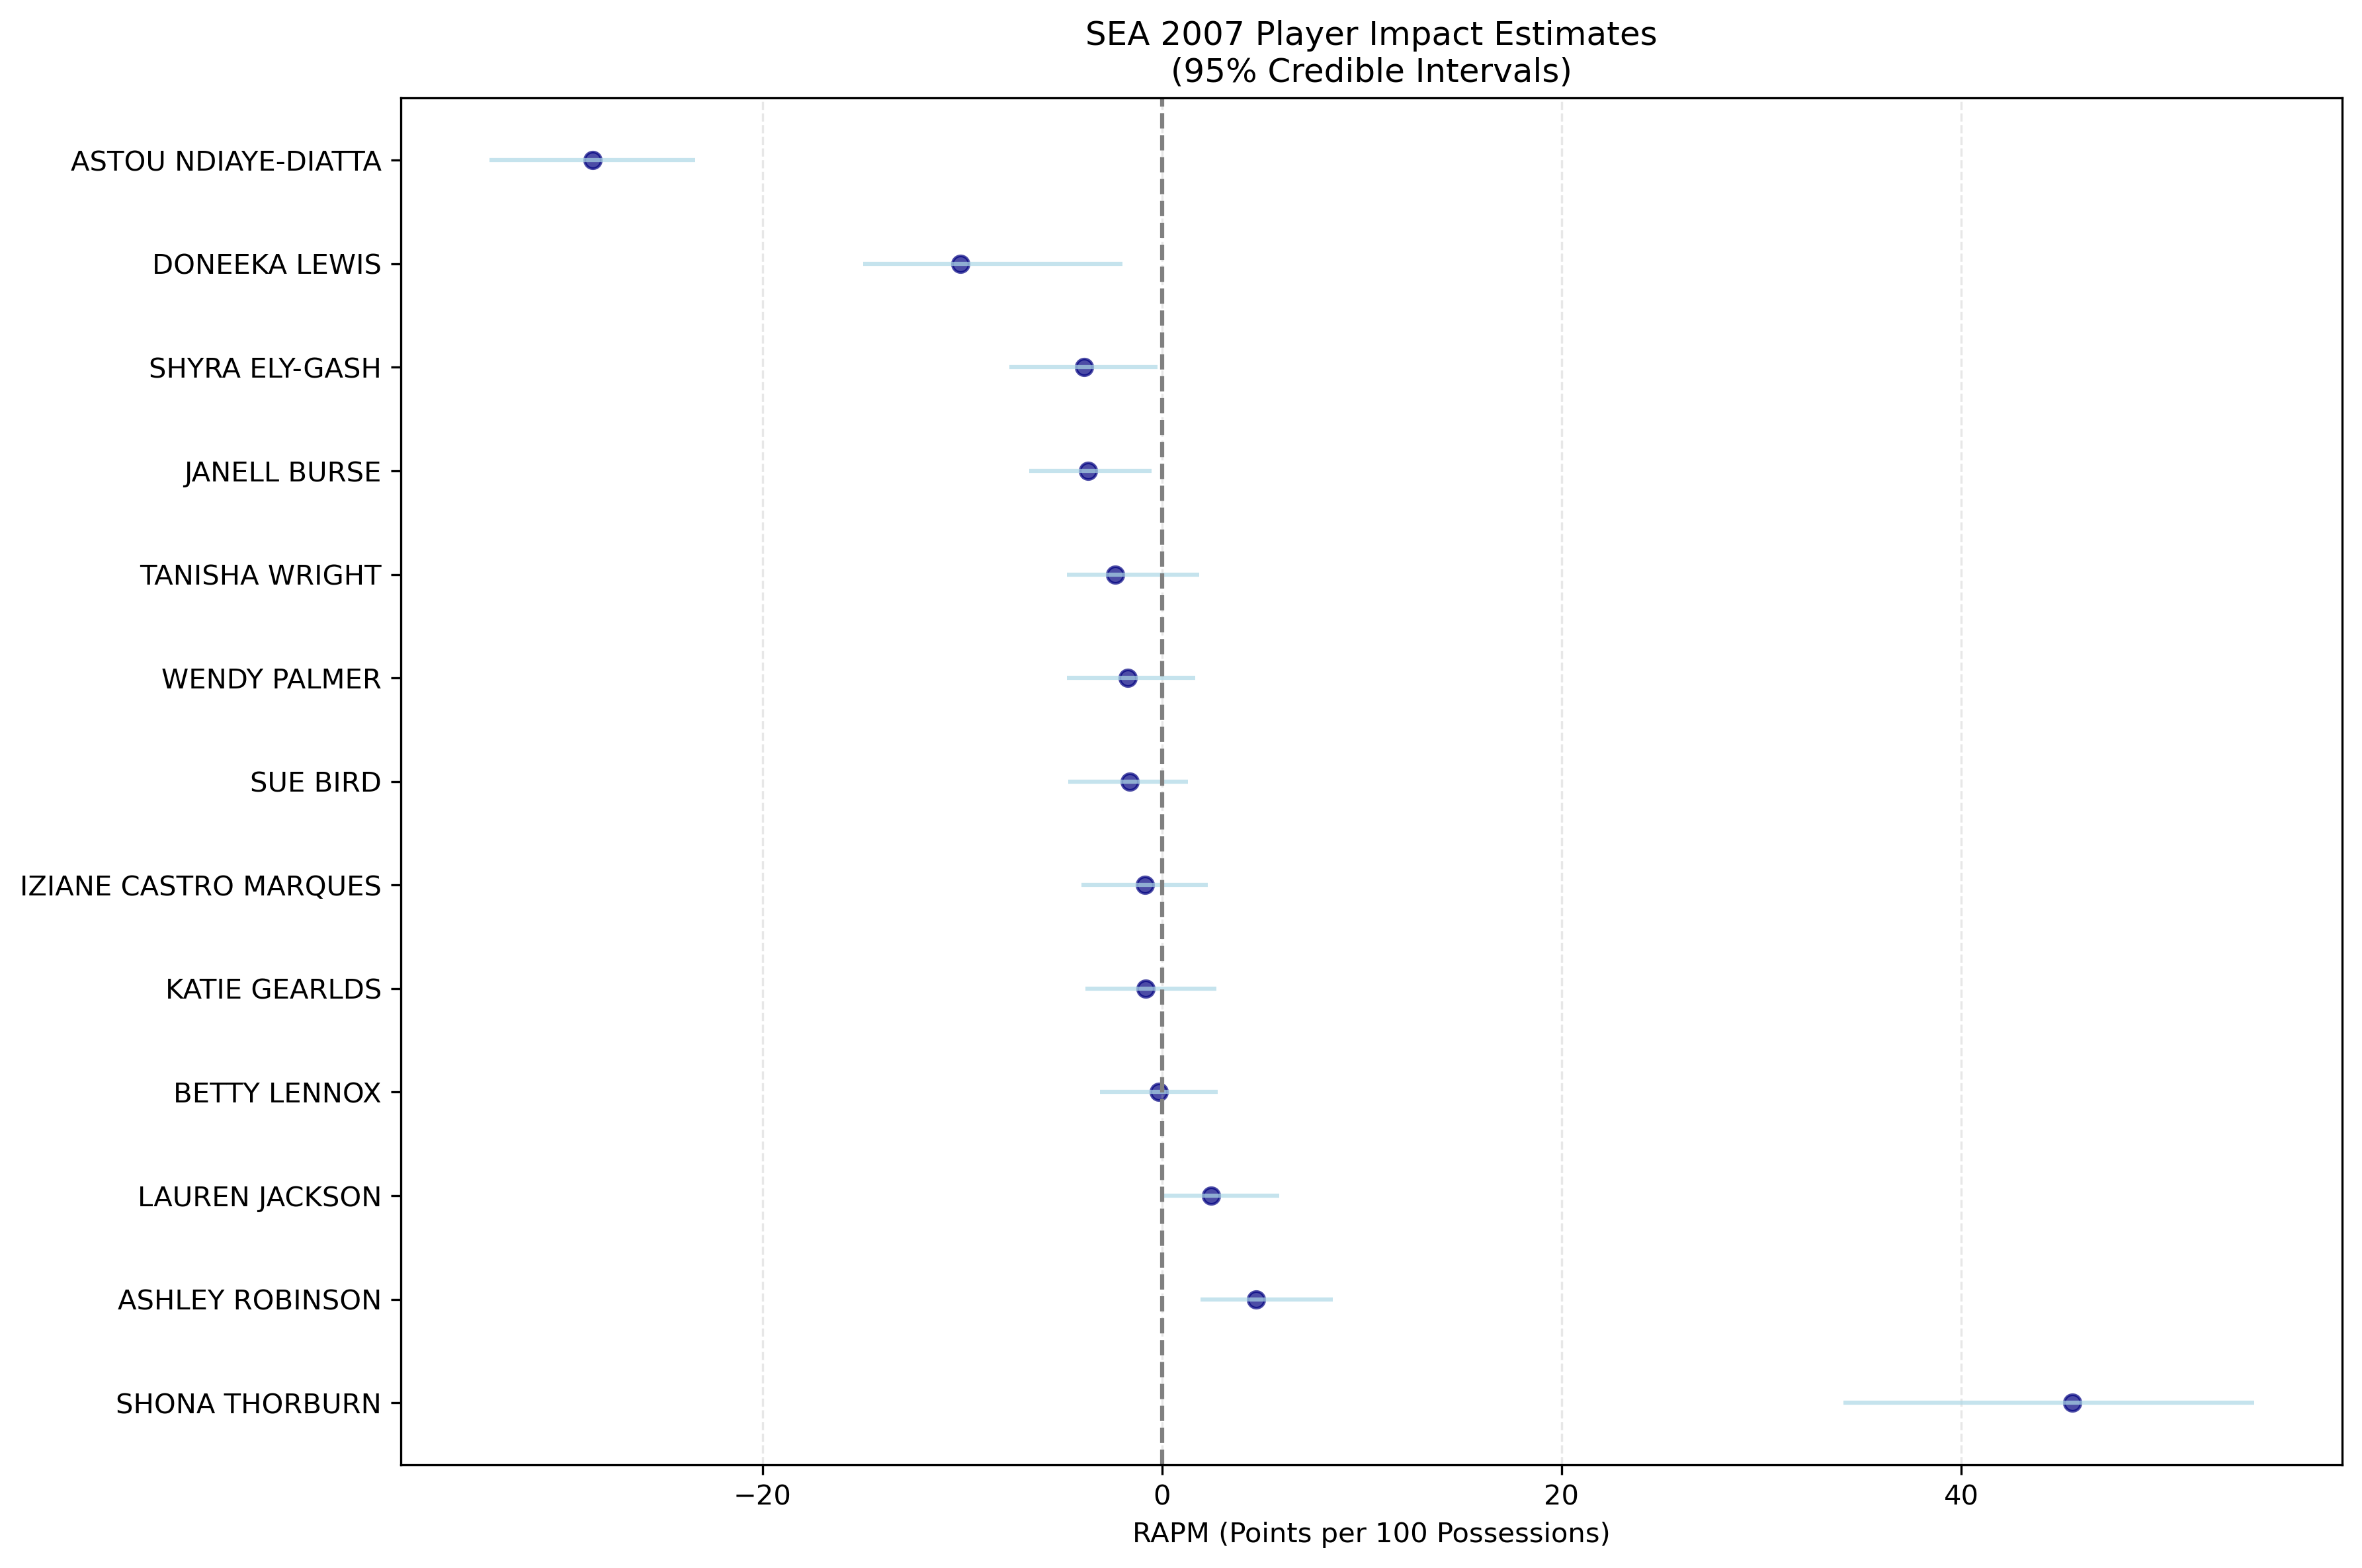 SEA 2007 Player Impact Estimates
(95% Credible Intervals)
ASTOU NDIAYE-DIATTA
DONEEKA LEWIS
SHYRA ELY-GASH
JANELL BURSE
TANISHA WRIGHT
WENDY PALMER
SUE BIRD
IZIANE CASTRO MARQUES
KATIE GEARLDS
BETTY LENNOX
LAUREN JACKSON
ASHLEY ROBINSON
SHONA THORBURN
−20 0 20 40
RAPM (Points per 100 Possessions)